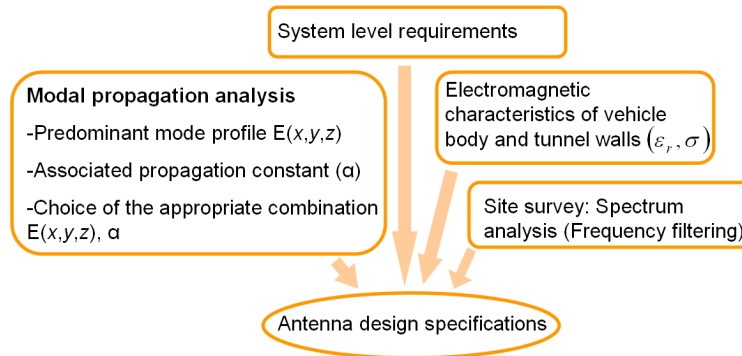 System level requirements
Modal propagation analysis
-Predominant mode profile E(x,y,z)
-Associated propagation constant (α)
-Choice of the appropriate combination
E(x,y,z), α
Electromagnetic
characteristics of vehicle
body and tunnel walls (εr, σ)
Site survey: Spectrum
analysis (Frequency filtering)
Antenna design specifications